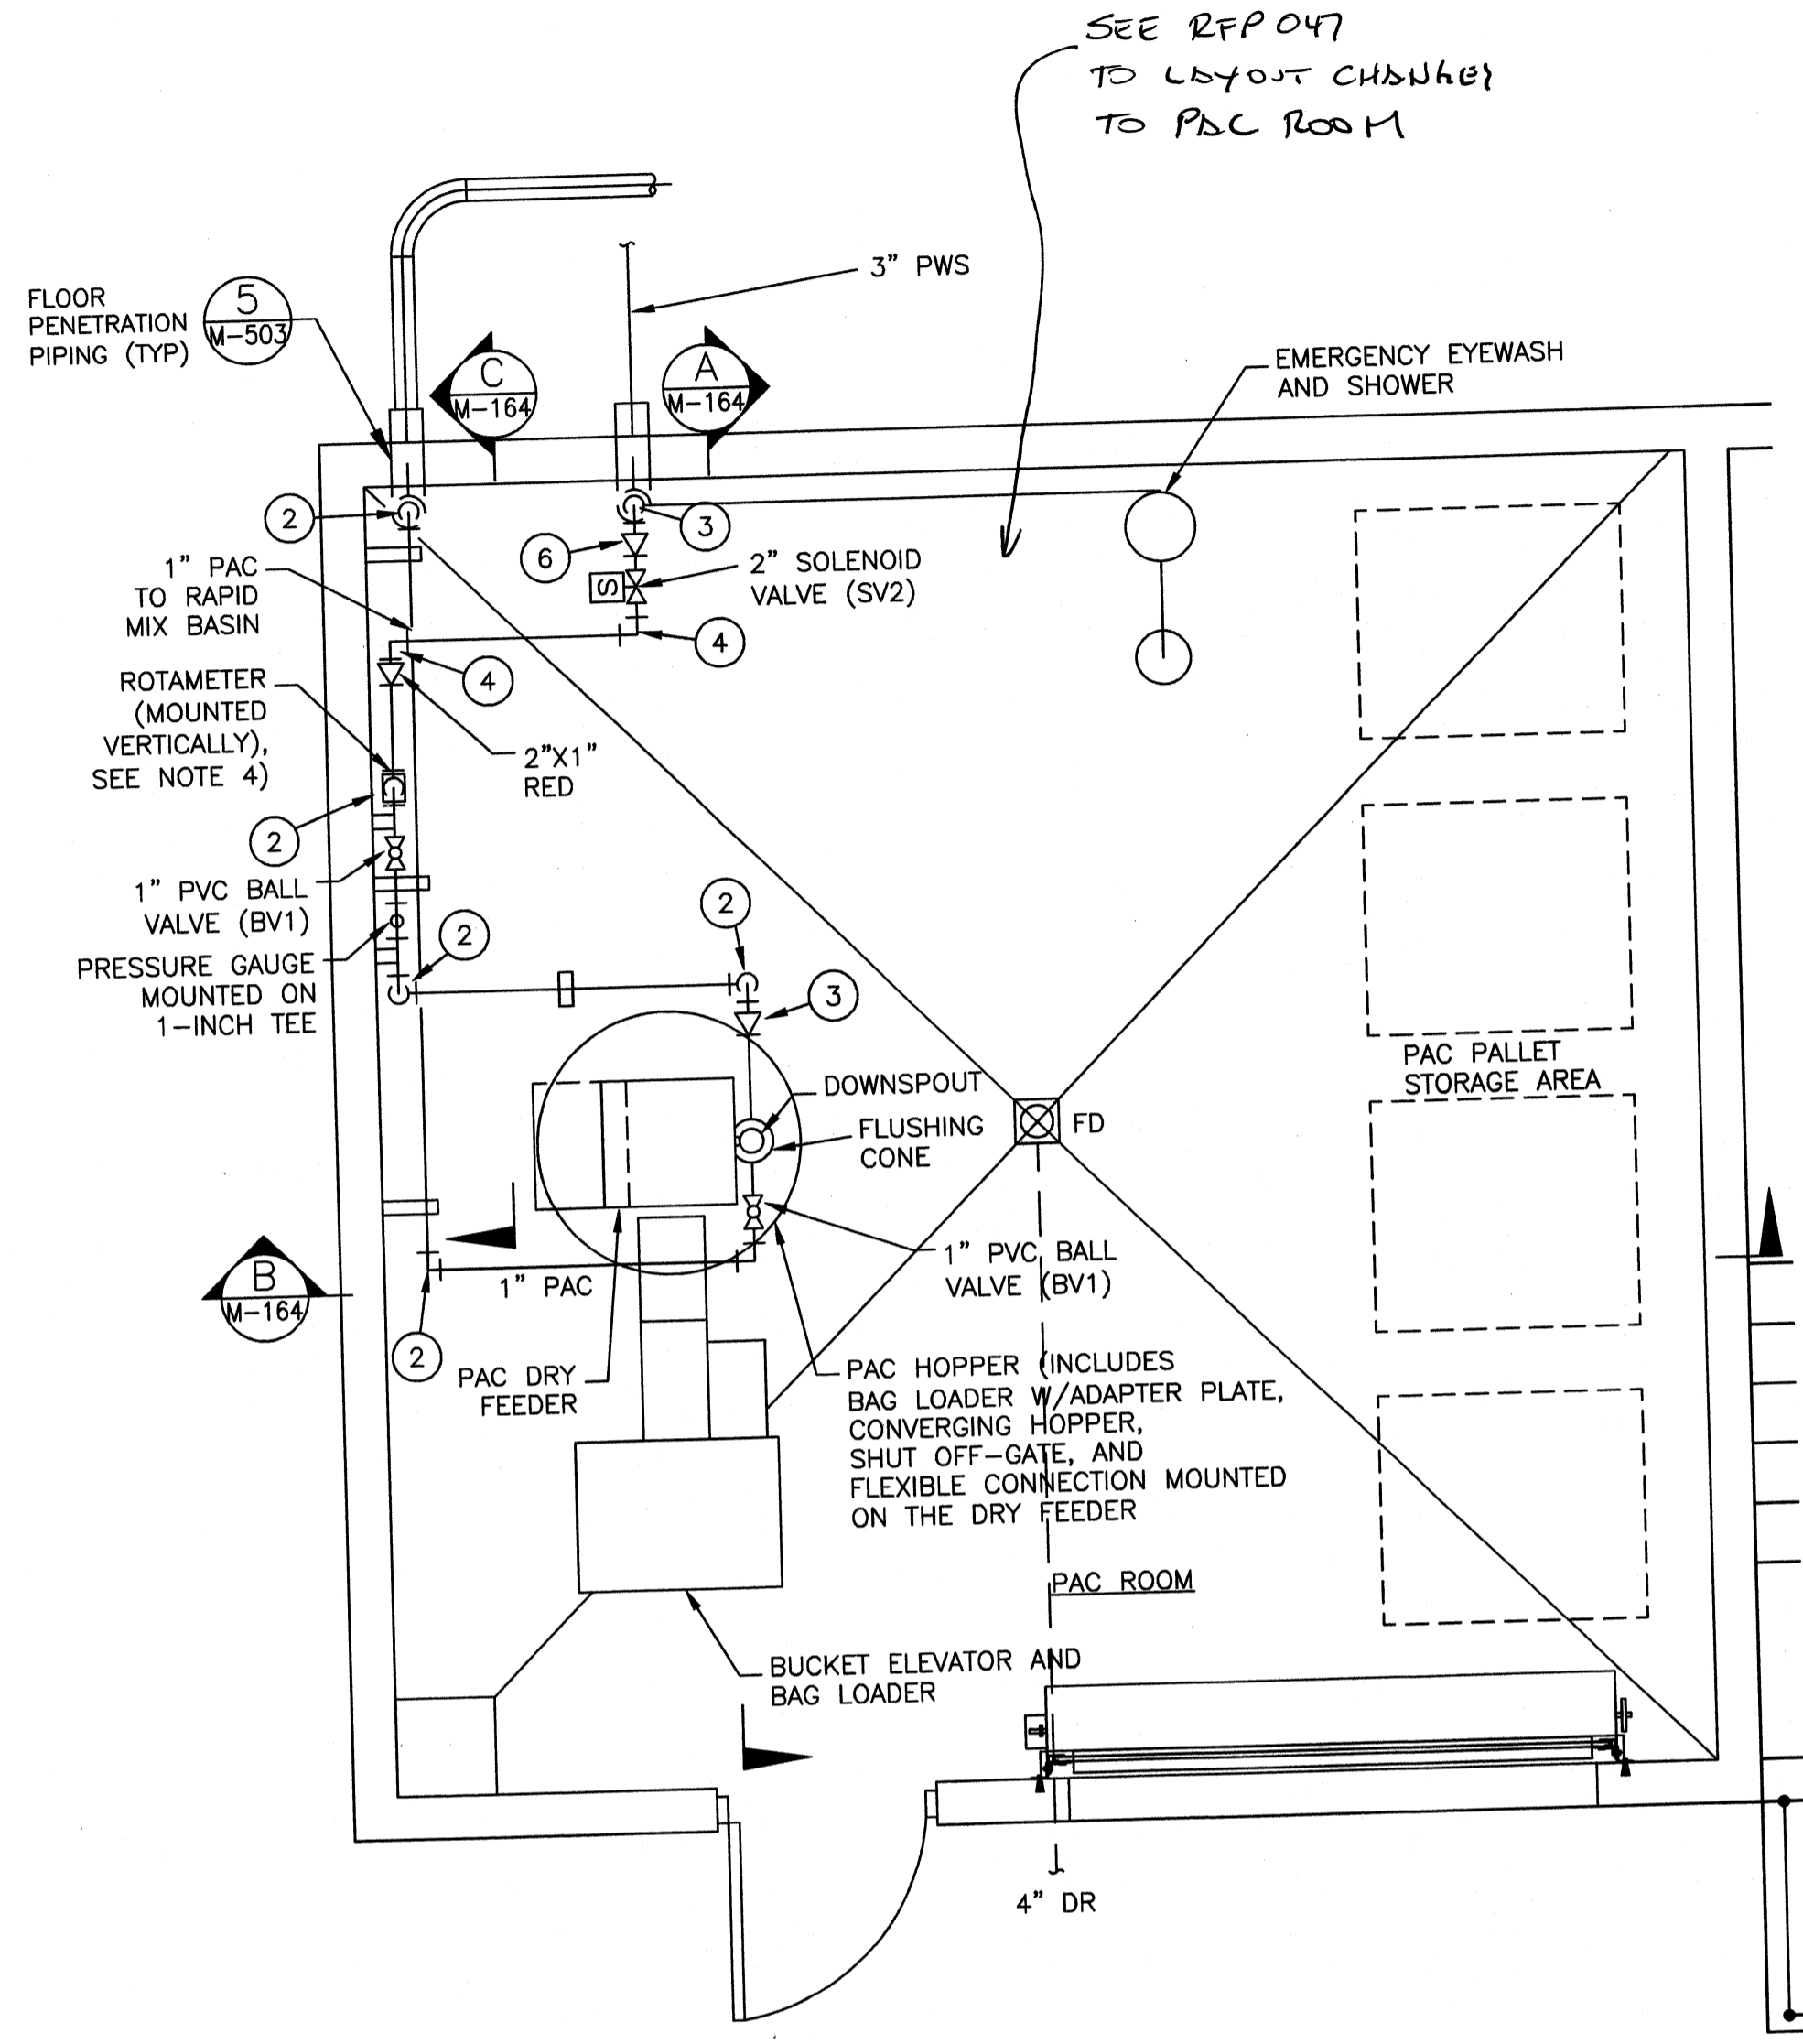 SEE RFP 047
TO LAYOUT CHANGES
TO PAC ROOM
3" PWS
FLOOR
PENETRATION
PIPING (TYP)
5
M-503
C
M-164
A
M-164
EMERGENCY EYEWASH
AND SHOWER
2
3
6
1" PAC
TO RAPID
MIX BASIN
S
2" SOLENOID
VALVE (SV2)
4
4
ROTAMETER
(MOUNTED
VERTICALLY),
SEE NOTE 4)
2"X1"
RED
2
1" PVC BALL
VALVE (BV1)
2
2
PRESSURE GAUGE
MOUNTED ON
1-INCH TEE
3
PAC PALLET
STORAGE AREA
DOWNSPOUT
FLUSHING
CONE
FD
1" PVC BALL
VALVE (BV1)
B
M-164
1" PAC
2
PAC DRY
FEEDER
PAC HOPPER (INCLUDES
BAG LOADER W/ADAPTER PLATE,
CONVERGING HOPPER,
SHUT OFF-GATE, AND
FLEXIBLE CONNECTION MOUNTED
ON THE DRY FEEDER
PAC ROOM
BUCKET ELEVATOR AND
BAG LOADER
4" DR